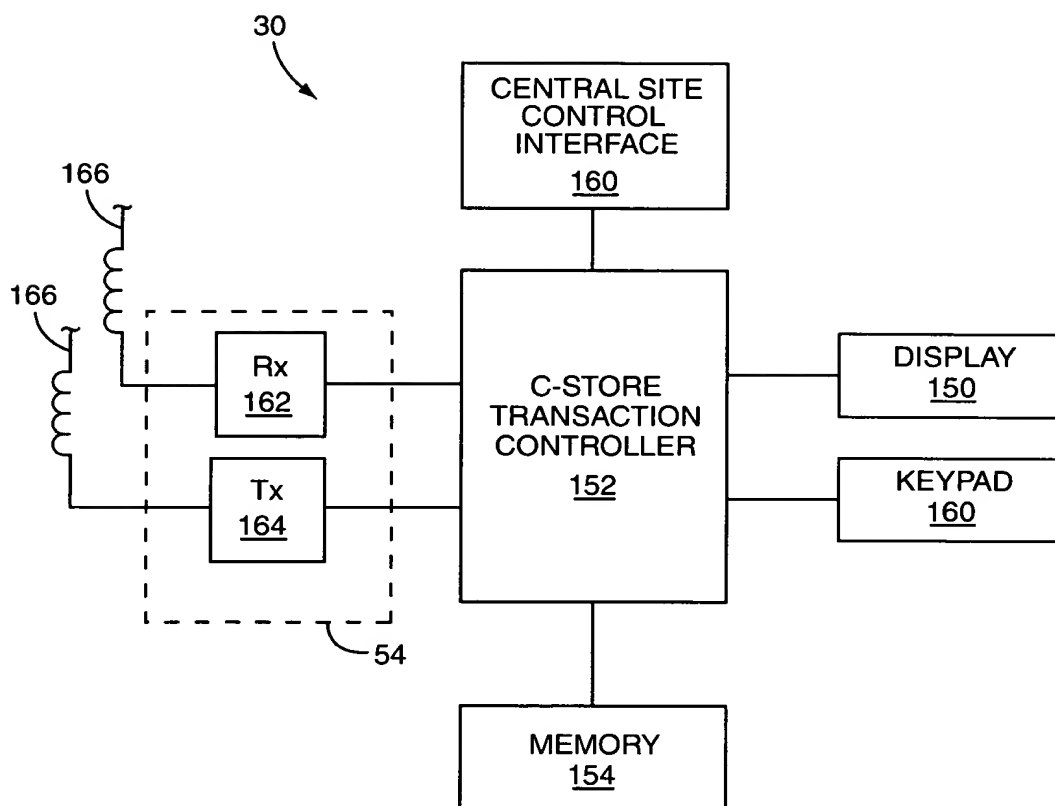 30
CENTRAL SITE
CONTROL
INTERFACE
160
166
166
Rx
162
Tx
164
C-STORE
TRANSACTION
CONTROLLER
152
DISPLAY
150
KEYPAD
160
54
MEMORY
154